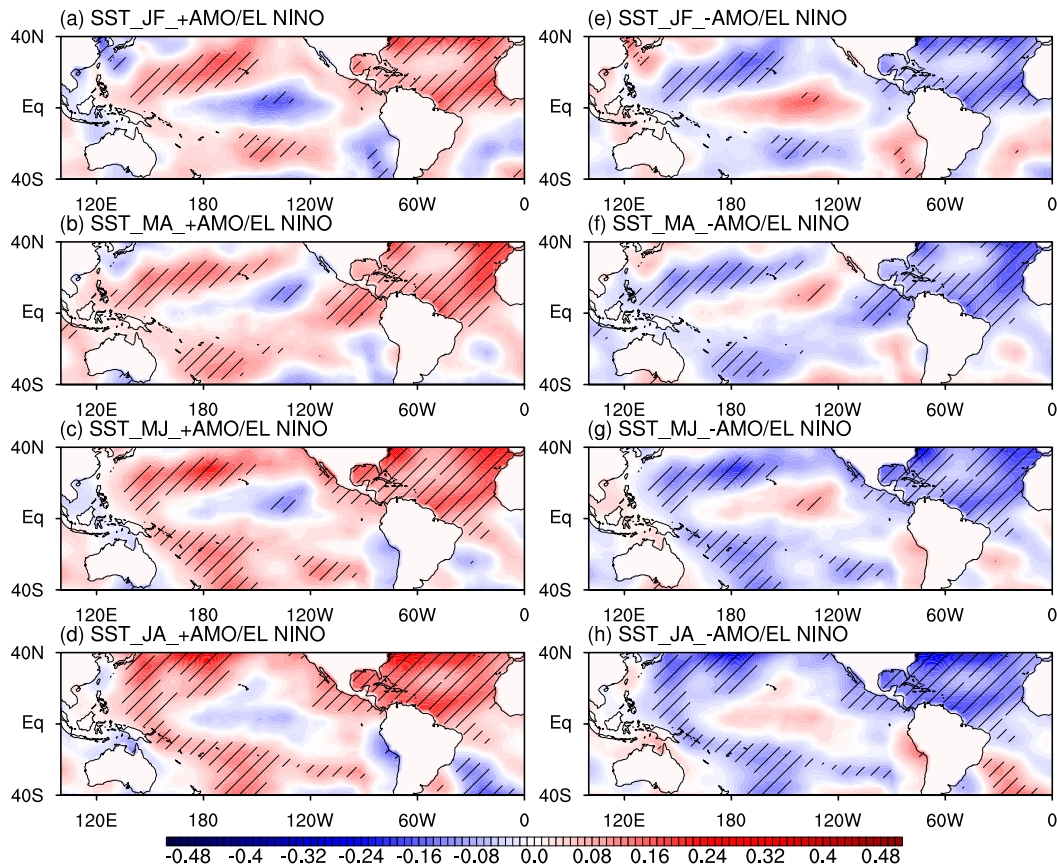 (a) SST_JF_+AMO/EL NINO
40N
Eq
40S
120E 180 120W 60W 0
(b) SST_MA_+AMO/EL NINO
40N
Eq
40S
120E 180 120W 60W 0
(c) SST_MJ_+AMO/EL NINO
40N
Eq
40S
120E 180 120W 60W 0
(d) SST_JA_+AMO/EL NINO
40N
Eq
40S
120E 180 120W 60W 0
(e) SST_JF_-AMO/EL NINO
40N
Eq
40S
120E 180 120W 60W 0
(f) SST_MA_-AMO/EL NINO
40N
Eq
40S
120E 180 120W 60W 0
(g) SST_MJ_-AMO/EL NINO
40N
Eq
40S
120E 180 120W 60W 0
(h) SST_JA_-AMO/EL NINO
40N
Eq
40S
120E 180 120W 60W 0
-0.48 -0.4 -0.32 -0.24 -0.16 -0.08 0.0 0.08 0.16 0.24 0.32 0.4 0.48